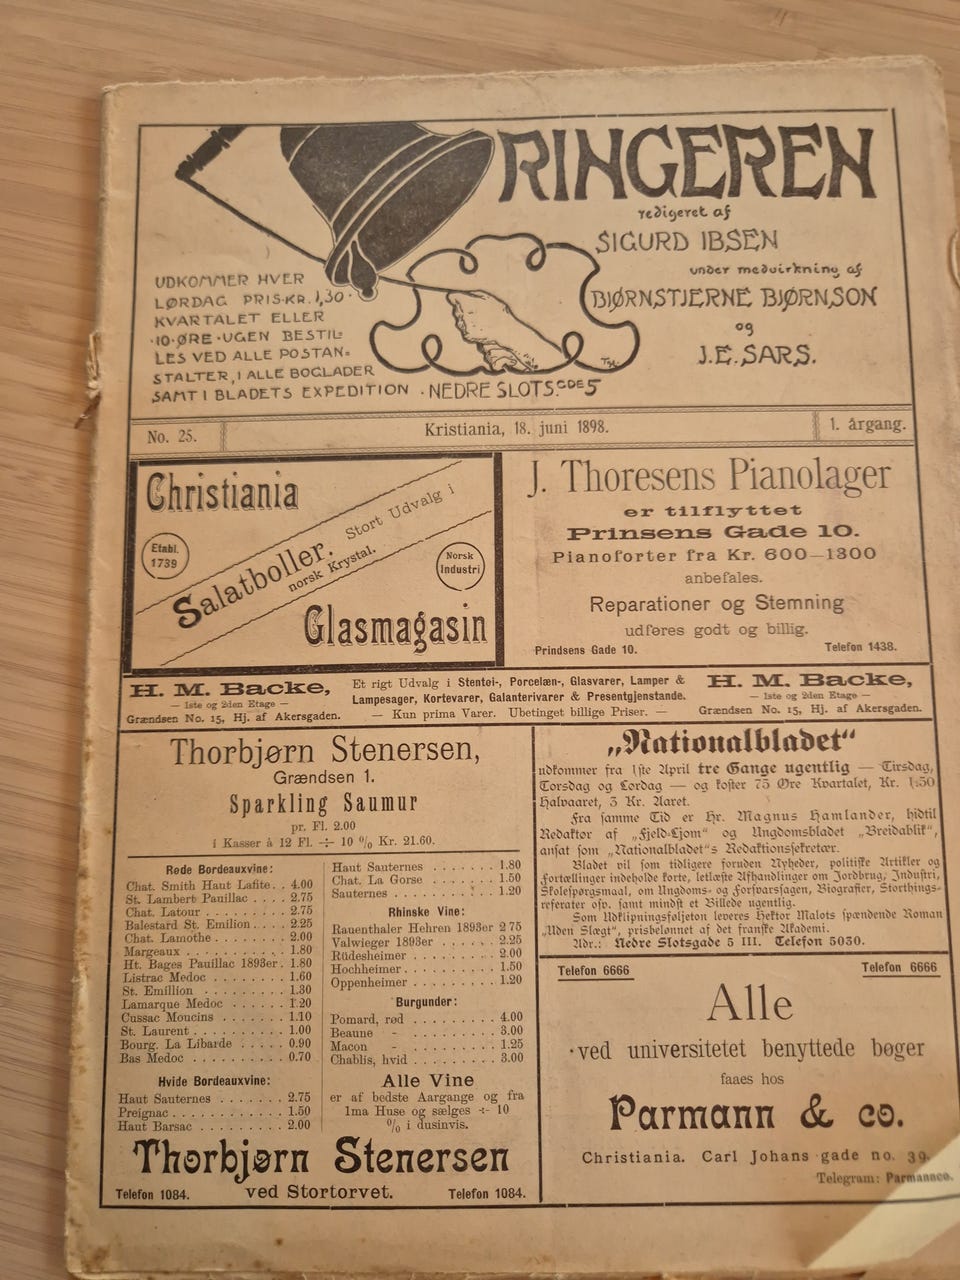 RINGEREN
redigeret af
SIGURD IBSEN
under medvirkning af
BJØRNSTJERNE BJØRNSON
og
J.E. SARS.
UDKOMMER HVER
LØRDAG PRIS·KR. 1,30·
KVARTALET ELLER
·10·ØRE·UGEN BESTIL=
LES VED ALLE POSTAN=
STALTER, I ALLE BOGLADER
SAMT I BLADETS EXPEDITION · NEDRE SLOTS.GDE 5
No. 25.
Kristiania, 18. juni 1898.
1. årgang.
Christiania
Etabl.
1739
Salatboller. Stort Udvalg i
norsk Krystal.
Norsk
Industri
Glasmagasin
J. Thoresens Pianolager
er tilflyttet
Prinsens Gade 10.
Pianoforter fra Kr. 600—1300
anbefales.
Reparationer og Stemning
udføres godt og billig.
Prindsens Gade 10. Telefon 1438.
H. M. Backe,
— 1ste og 2den Etage —
Grændsen No. 15, Hj. af Akersgaden.
Et rigt Udvalg i Stentøi-, Porcelæn-, Glasvarer, Lamper &
Lampesager, Kortevarer, Galanterivarer & Presentgjenstande.
— Kun prima Varer. Ubetinget billige Priser. —
H. M. Backe,
— 1ste og 2den Etage —
Grændsen No. 15, Hj. af Akersgaden.
Thorbjørn Stenersen,
Grændsen 1.
Sparkling Saumur
pr. Fl. 2.00
i Kasser à 12 Fl. ÷ 10 % Kr. 21.60.
Røde Bordeauxvine:
Chat. Smith Haut Lafite . . 4.00
St. Lambert Pauillac . . . . 2.75
Chat. Latour . . . . . . . 2.75
Balestard St. Emilion . . . . 2.25
Chat. Lamothe . . . . . . . 2.00
Margeaux . . . . . . . . . 1.80
Ht. Bages Pauillac 1893er . 1.80
Listrac Medoc . . . . . . . 1.60
St. Emillion . . . . . . . . 1.30
Lamarque Medoc . . . . . . 1.20
Cussac Moucins . . . . . . . 1.10
St. Laurent . . . . . . . . . 1.00
Bourg. La Libarde . . . . . 0.90
Bas Medoc . . . . . . . . . 0.70
Hvide Bordeauxvine:
Haut Sauternes . . . . . . . 2.75
Preignac . . . . . . . . . . 1.50
Haut Barsac . . . . . . . . 2.00
Haut Sauternes . . . . . . . 1.80
Chat. La Gorse . . . . . . . 1.50
Sauternes . . . . . . . . . 1.20
Rhinske Vine:
Rauenthaler Hehren 1893er 2 75
Valwieger 1893er . . . . . 2.25
Rüdesheimer . . . . . . . . 2.00
Hochheimer . . . . . . . . . 1.50
Oppenheimer . . . . . . . . 1.20
Burgunder:
Pomard, rød . . . . . . . . 4.00
Beaune - . . . . . . . . 3.00
Macon - . . . . . . . . 1.25
Chablis, hvid . . . . . . . . 3.00
Alle Vine
er af bedste Aargange og fra
1ma Huse og sælges ÷ 10
% i dusinvis.
Thorbjørn Stenersen
Telefon 1084. ved Stortorvet. Telefon 1084.
„Nationalbladet“
udkommer fra 1ste April tre Gange ugentlig — Tirsdag,
Torsdag og Lørdag — og koster 75 Øre Kvartalet, Kr. 1.50
Halvaaret, 3 Kr. Aaret.
Fra samme Tid er Hr. Magnus Hamlander, hidtil
Redaktør af „Fjeld-Ljom“ og Ungdomsbladet „Breidablik“,
ansat som „Nationalbladet“s Redaktionssekretær.
Bladet vil som tidligere foruden Nyheder, politiske Artikler og
Fortællinger indeholde korte, letlæste Afhandlinger om Jordbrug, Industri,
Skolespørgsmaal, om Ungdoms- og Forsvarssagen, Biografier, Storthings-
referater osv. samt mindst et Billede ugentlig.
Som Udklipningsføljeton leveres Hektor Malots spændende Roman
„Uden Slægt“, prisbelønnet af det franske Akademi.
Adr.: Nedre Slotsgade 5 III. Telefon 5030.
Telefon 6666 Telefon 6666
Alle
ved universitetet benyttede bøger
faaes hos
Parmann & co.
Christiania. Carl Johans gade no. 39.
Telegram: Parmannco.